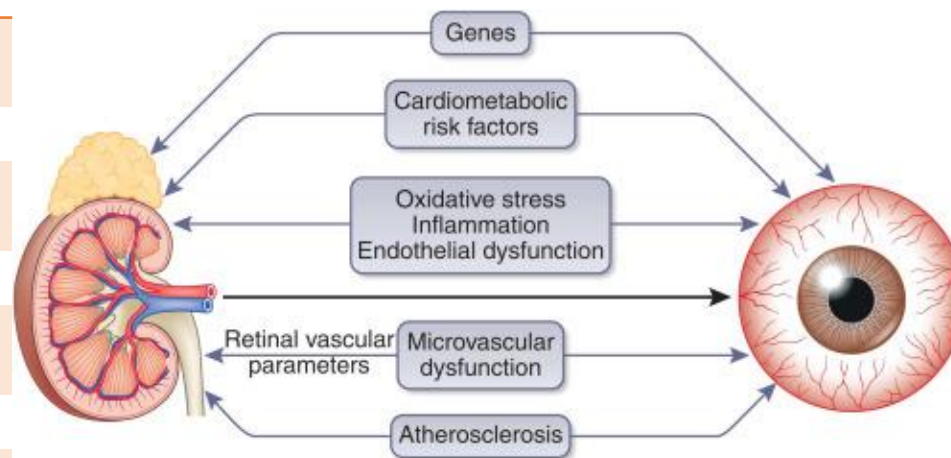 Genes
Cardiometabolic
risk factors
Oxidative stress
Inflammation
Endothelial dysfunction
Retinal vascular
parameters
Microvascular
dysfunction
Atherosclerosis